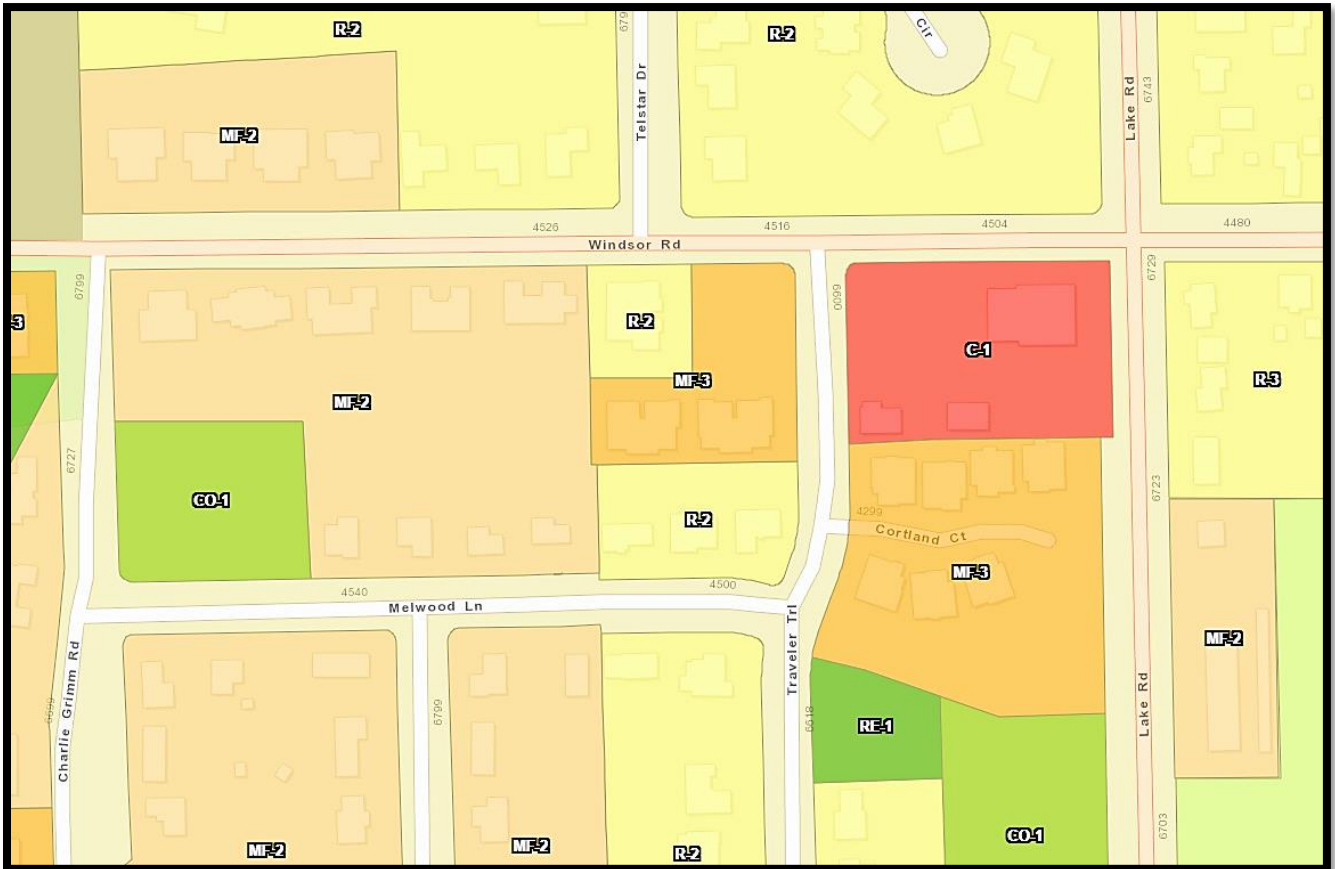 R-2
679
R-2
Cir
Telstar Dr
Lake Rd
6743
MF-2
4526
4516
4504
4480
Windsor Rd
6799
6729
-3
R-2
C-1
MF-3
R-3
MF-2
6727
6723
CO-1
R-2
4299
Cortland Ct
MF-3
4540
4500
Melwood Ln
Traveler Trl
MF-2
Charlie Grimm Rd
6799
6618
RE-1
Lake Rd
6703
CO-1
MF-2
MF-2
R-2